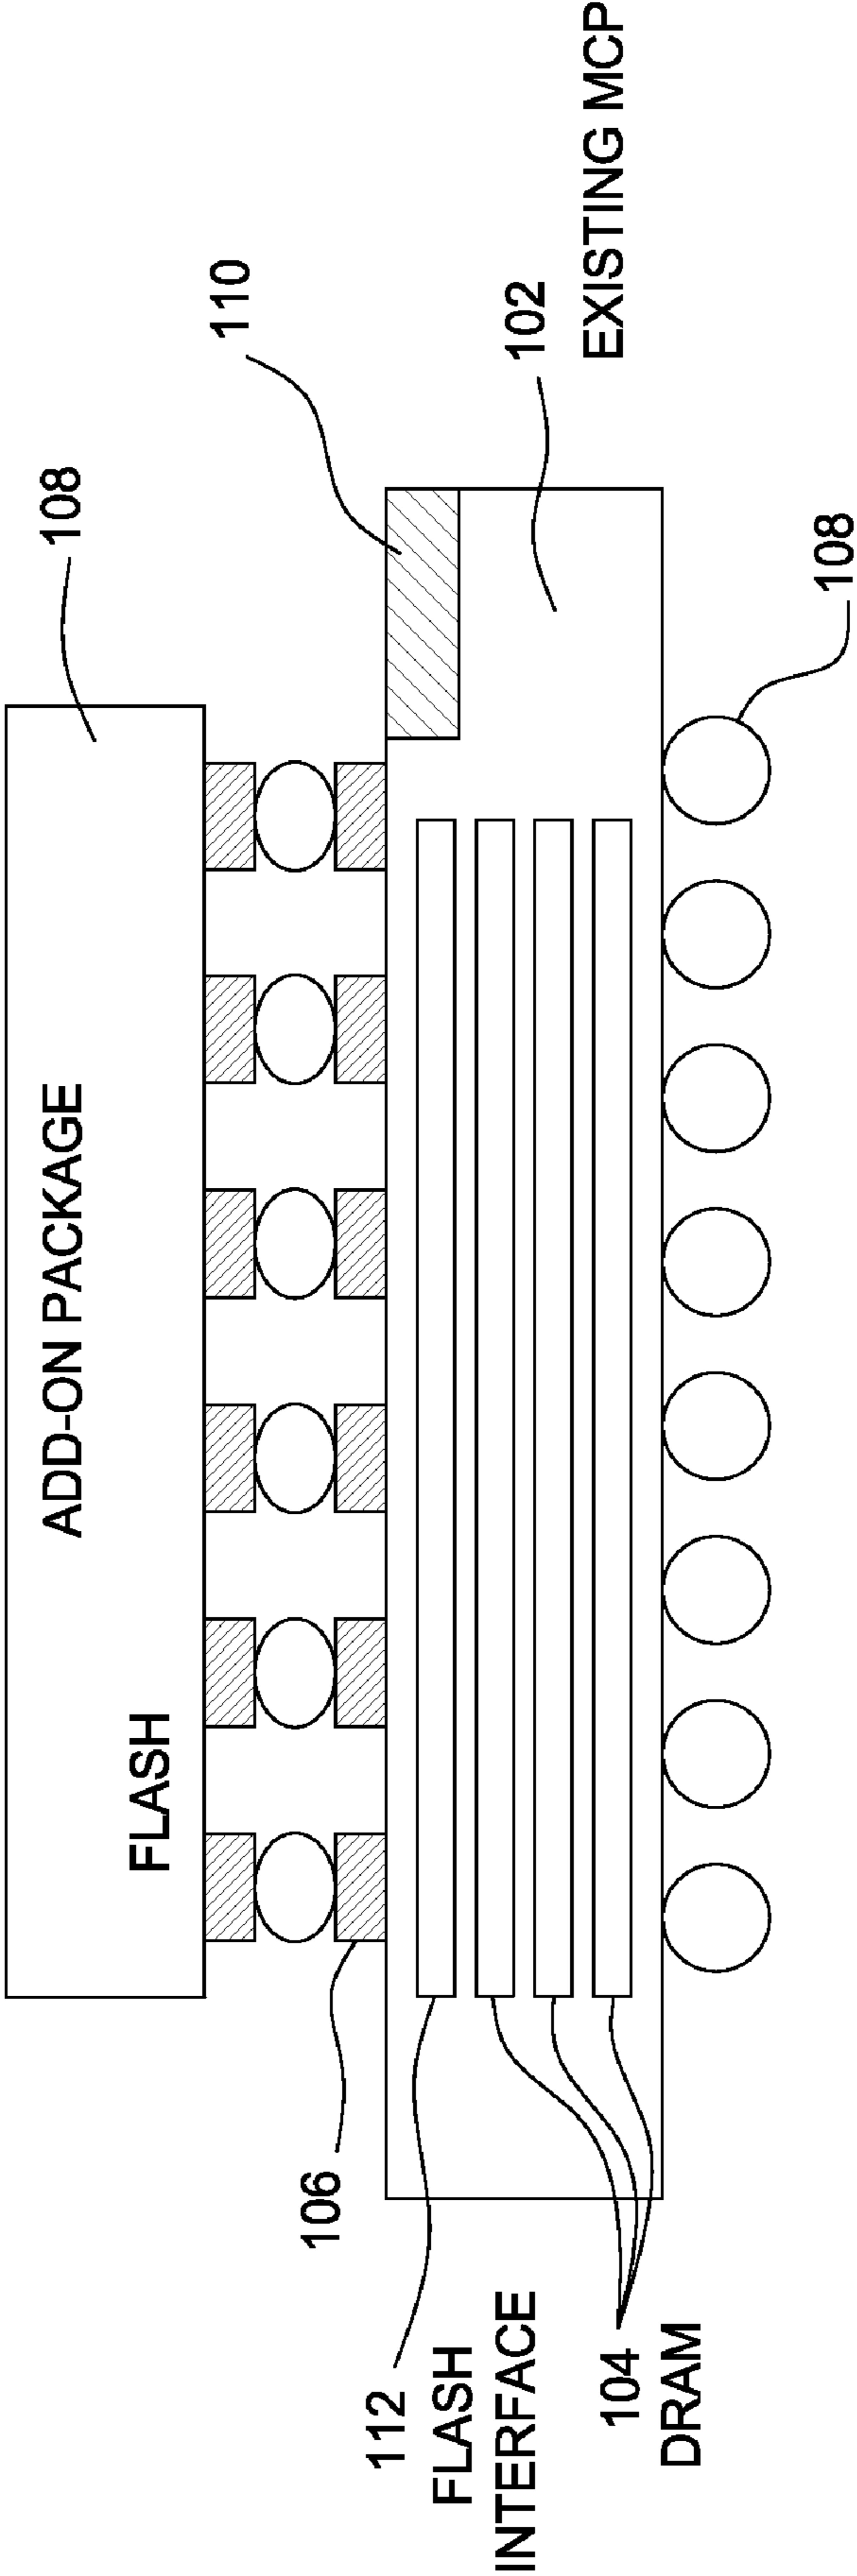 ADD-ON PACKAGE
108
FLASH
110
106
112
FLASH
INTERFACE
102
EXISTING MCP
104
DRAM
108